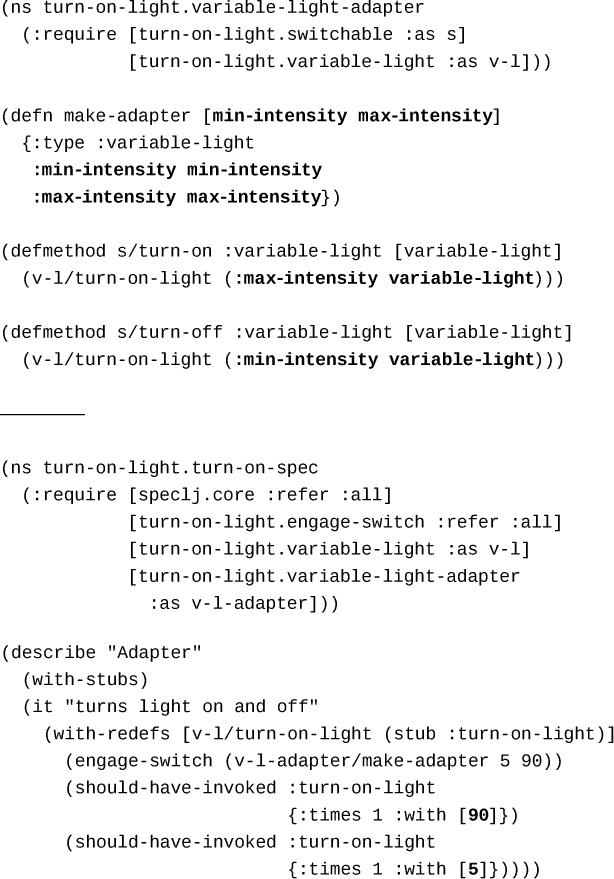 (ns turn-on-light.variable-light-adapter
  (:require [turn-on-light.switchable :as s]
            [turn-on-light.variable-light :as v-l]))

(defn make-adapter [min-intensity max-intensity]
  {:type :variable-light
   :min-intensity min-intensity
   :max-intensity max-intensity})

(defmethod s/turn-on :variable-light [variable-light]
  (v-l/turn-on-light (:max-intensity variable-light)))

(defmethod s/turn-off :variable-light [variable-light]
  (v-l/turn-on-light (:min-intensity variable-light)))

(ns turn-on-light.turn-on-spec
  (:require [speclj.core :refer :all]
            [turn-on-light.engage-switch :refer :all]
            [turn-on-light.variable-light :as v-l]
            [turn-on-light.variable-light-adapter
              :as v-l-adapter]))

(describe "Adapter"
  (with-stubs)
  (it "turns light on and off"
    (with-redefs [v-l/turn-on-light (stub :turn-on-light)]
      (engage-switch (v-l-adapter/make-adapter 5 90))
      (should-have-invoked :turn-on-light
                           {:times 1 :with [90]})
      (should-have-invoked :turn-on-light
                           {:times 1 :with [5]}))))